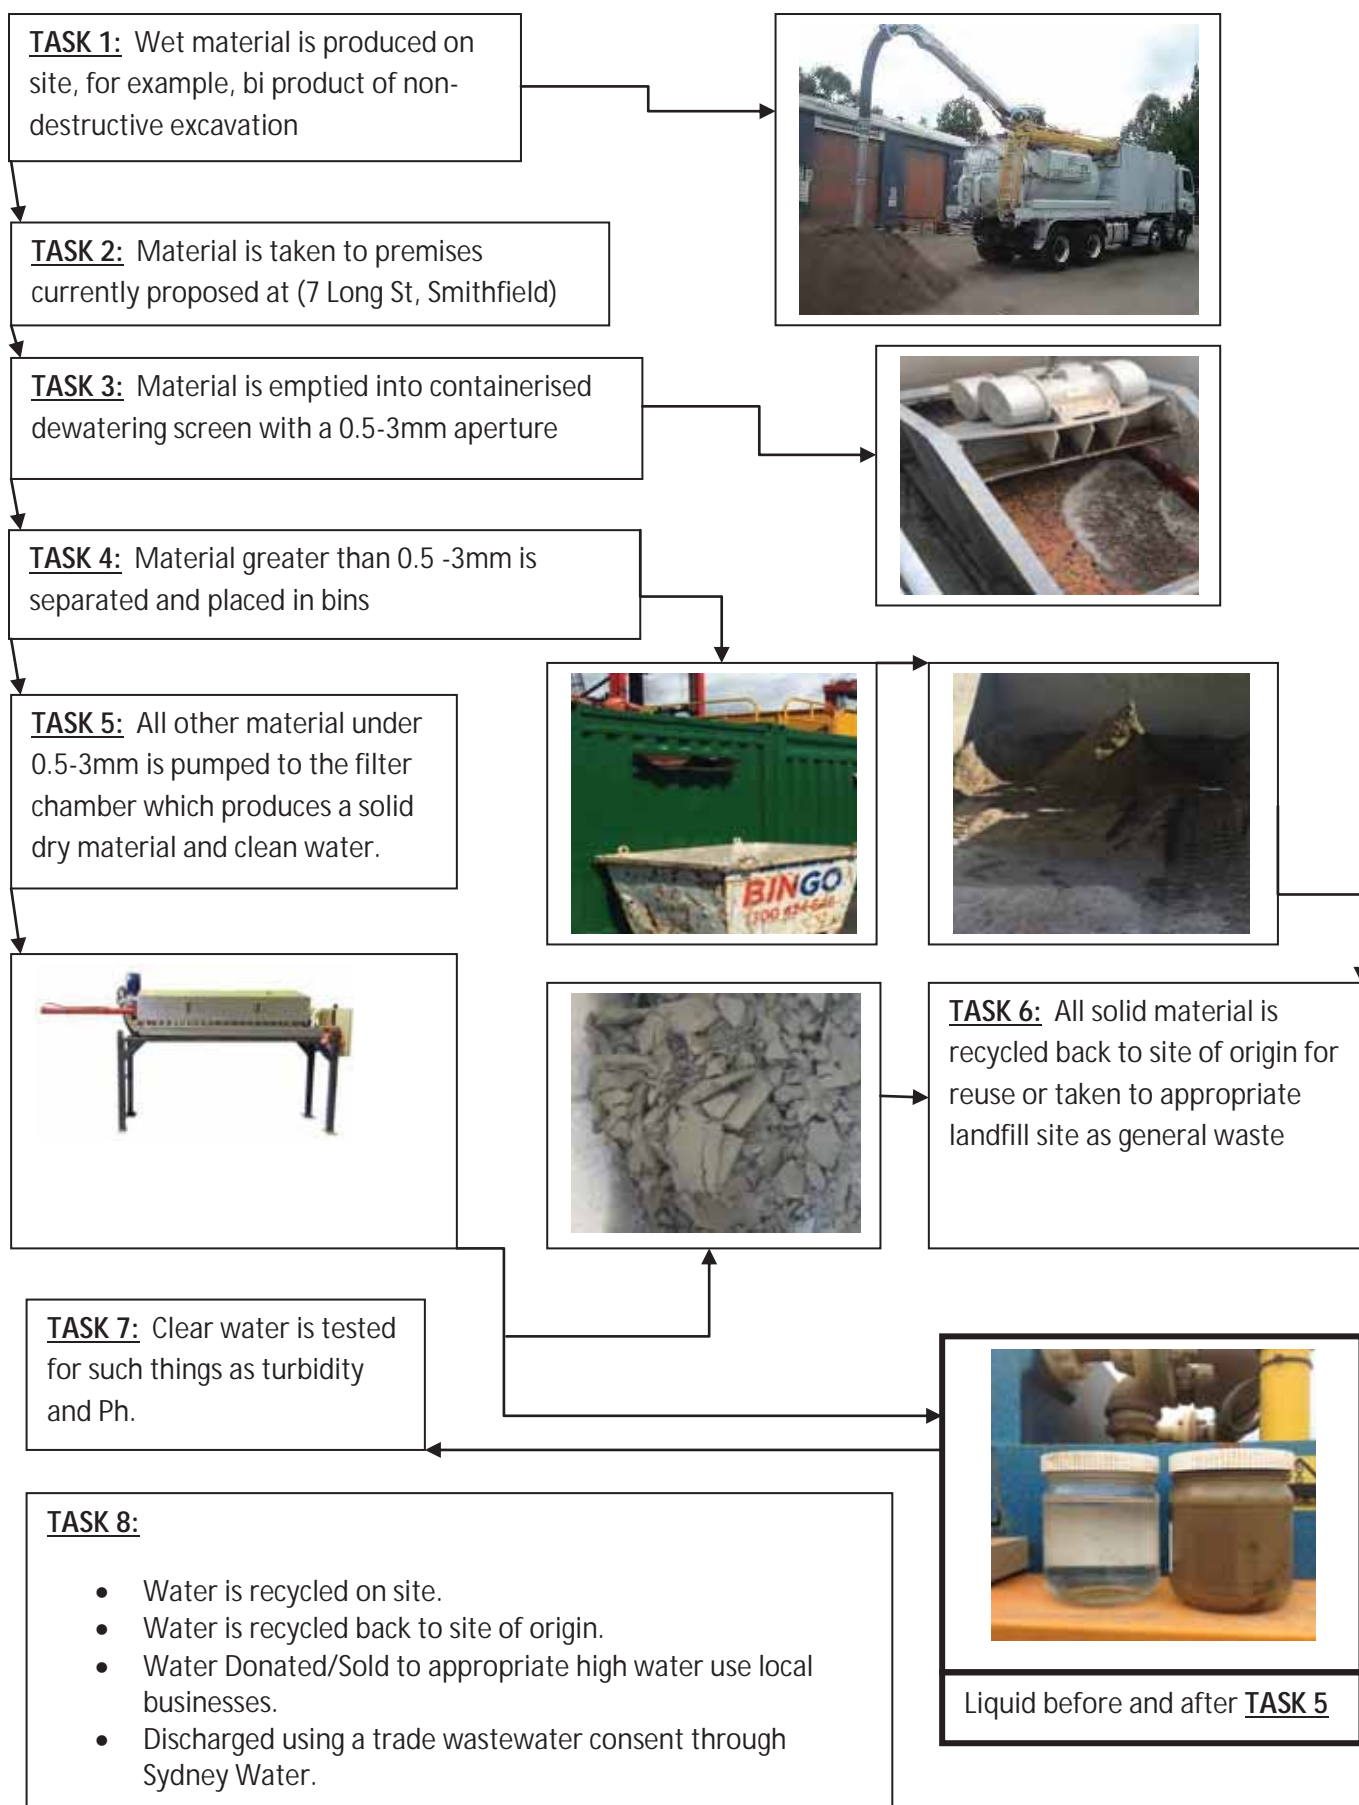 TASK 1: Wet material is produced on
site, for example, bi product of non-
destructive excavation
TASK 2: Material is taken to premises
currently proposed at (7 Long St, Smithfield)
TASK 3: Material is emptied into containerised
dewatering screen with a 0.5-3mm aperture
TASK 4: Material greater than 0.5 -3mm is
separated and placed in bins
TASK 5: All other material under
0.5-3mm is pumped to the filter
chamber which produces a solid
dry material and clean water.
BINGO
TASK 6: All solid material is
recycled back to site of origin for
reuse or taken to appropriate
landfill site as general waste
TASK 7: Clear water is tested
for such things as turbidity
and Ph.
TASK 8:
• Water is recycled on site.
• Water is recycled back to site of origin.
• Water Donated/Sold to appropriate high water use local
businesses.
• Discharged using a trade wastewater consent through
Sydney Water.
Liquid before and after TASK 5